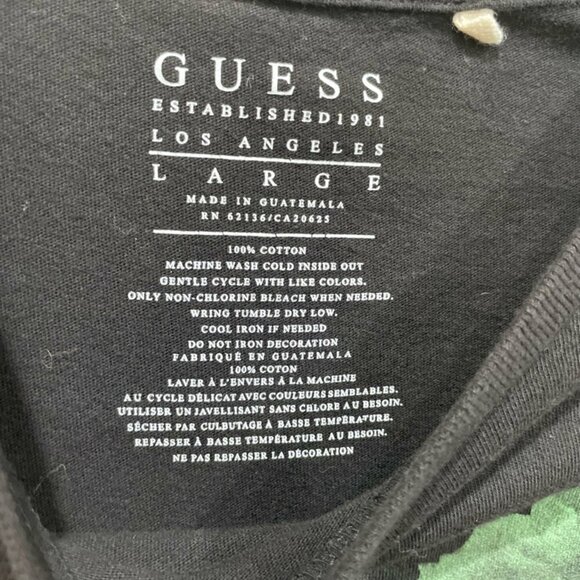 GUESS
ESTABLISHED1981
LOS ANGELES
LARGE
MADE IN GUATEMALA
RN 62136/CA20625
100% COTTON
MACHINE WASH COLD INSIDE OUT
GENTLE CYCLE WITH LIKE COLORS.
ONLY NON-CHLORINE BLEACH WHEN NEEDED.
WRING TUMBLE DRY LOW.
COOL IRON IF NEEDED
DO NOT IRON DECORATION
FABRIQUÉ EN GUATEMALA
100% COTTON
LAVER À L'ENVERS À LA MACHINE
AU CYCLE DÉLICAT AVEC COULEURS SEMBLABLES.
UTILISER UN JAVELLISANT SANS CHLORE AU BESOIN.
SÉCHER PAR CULBUTAGE À BASSE TEMPÉRATURE.
REPASSER À BASSE TEMPÉRATURE AU BESOIN.
NE PAS REPASSER LA DÉCORATION